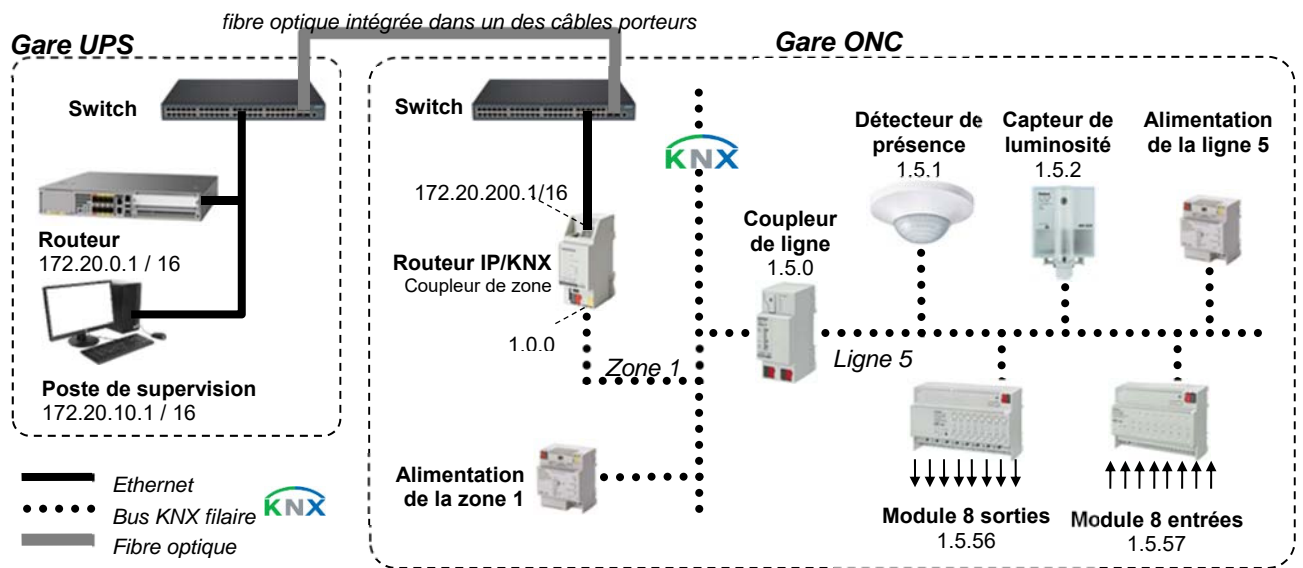 fibre optique intégrée dans un des câbles porteurs
Gare UPS
Gare ONC
Switch
Switch
KNX
Détecteur de
présence
1.5.1
Capteur de
luminosité
1.5.2
Alimentation
de la ligne 5
172.20.200.1/16
Routeur
172.20.0.1 / 16
Routeur IP/KNX
Coupleur de zone
Coupleur
de ligne
1.5.0
1.0.0
Zone 1
Ligne 5
Poste de supervision
172.20.10.1 / 16
Alimentation
de la zone 1
Module 8 sorties
1.5.56
Module 8 entrées
1.5.57
Ethernet
Bus KNX filaire
KNX
Fibre optique